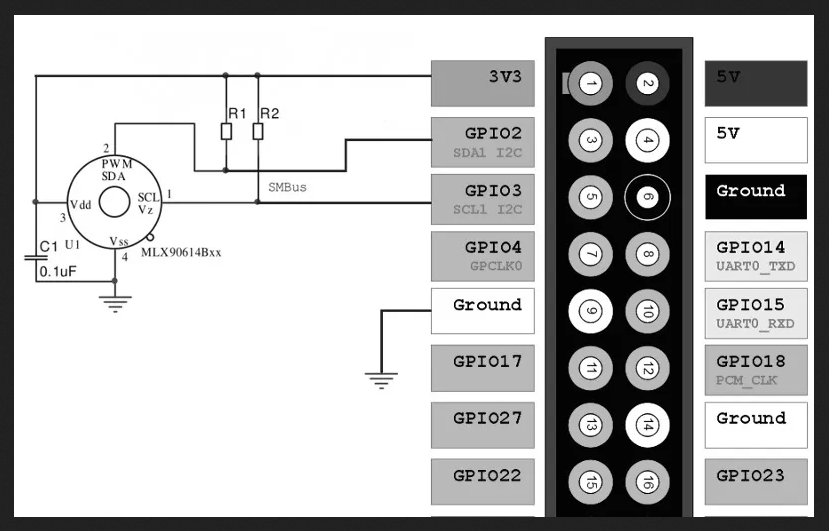 3V3
1
2
5V
R1
R2
GPIO2
SDA1 I2C
3
4
5V
2
PWM
SDA
SMBus
GPIO3
SCL1 I2C
5
6
Ground
SCL
Vz
1
Vdd
3
U1
Vss
4
MLX90614Bxx
C1
0.1uF
GPIO4
GPCLK0
7
8
GPIO14
UART0_TXD
Ground
9
10
GPIO15
UART0_RXD
GPIO17
11
12
GPIO18
PCM_CLK
GPIO27
13
14
Ground
GPIO22
15
16
GPIO23